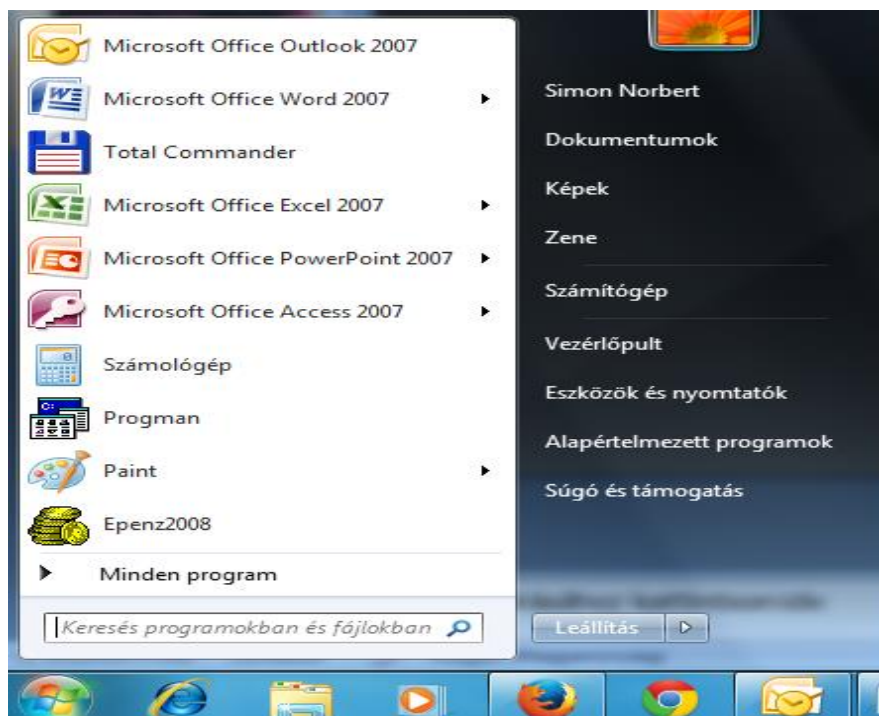 Microsoft Office Outlook 2007
Microsoft Office Word 2007
Total Commander
Microsoft Office Excel 2007
Microsoft Office PowerPoint 2007
Microsoft Office Access 2007
Számológép
Progman
Paint
Epenz2008
Minden program
Keresés programokban és fájlokban
Simon Norbert
Dokumentumok
Képek
Zene
Számítógép
Vezérlőpult
Eszközök és nyomtatók
Alapértelmezett programok
Súgó és támogatás
Leállítás